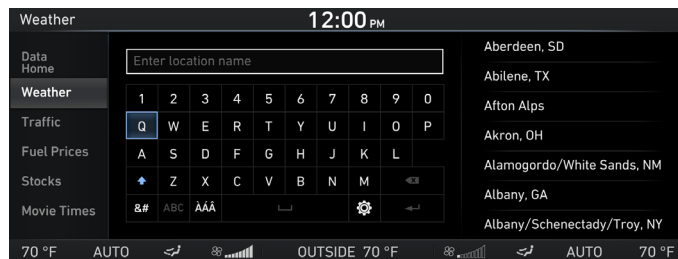 Weather
12:00 PM
Data
Home
Weather
Traffic
Fuel Prices
Stocks
Movie Times
Enter location name
1 2 3 4 5 6 7 8 9 0
Q W E R T Y U I O P
A S D F G H J K L
Z X C V B N M
&# ABC ÀÁÂ
Aberdeen, SD
Abilene, TX
Afton Alps
Akron, OH
Alamogordo/White Sands, NM
Albany, GA
Albany/Schenectady/Troy, NY
70 °F AUTO OUTSIDE 70 °F AUTO 70 °F